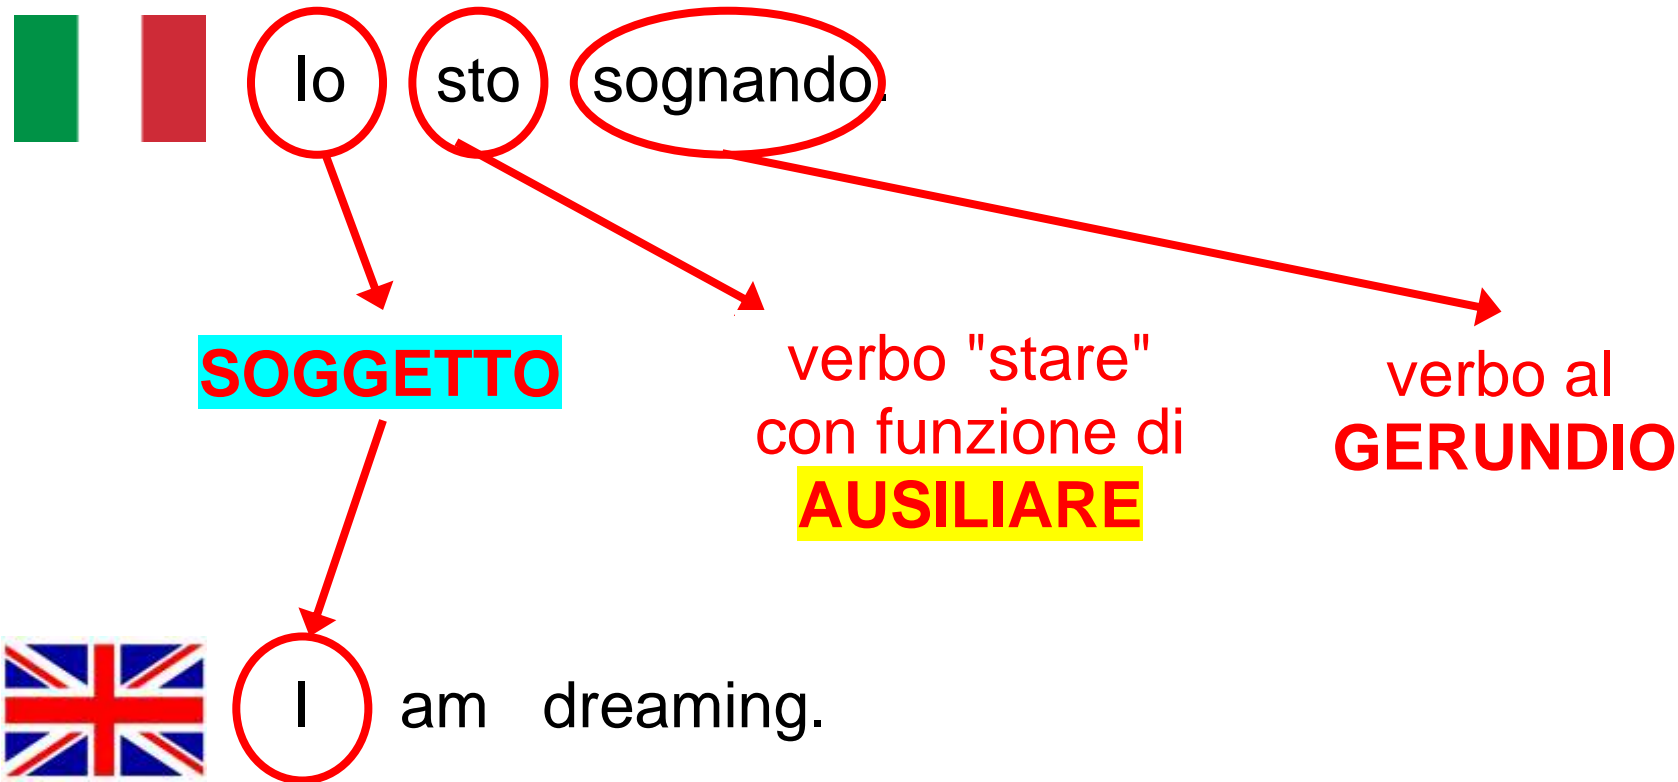 Io sto sognando.
SOGGETTO
verbo "stare"
con funzione di
AUSILIARE
verbo al
GERUNDIO
I am dreaming.